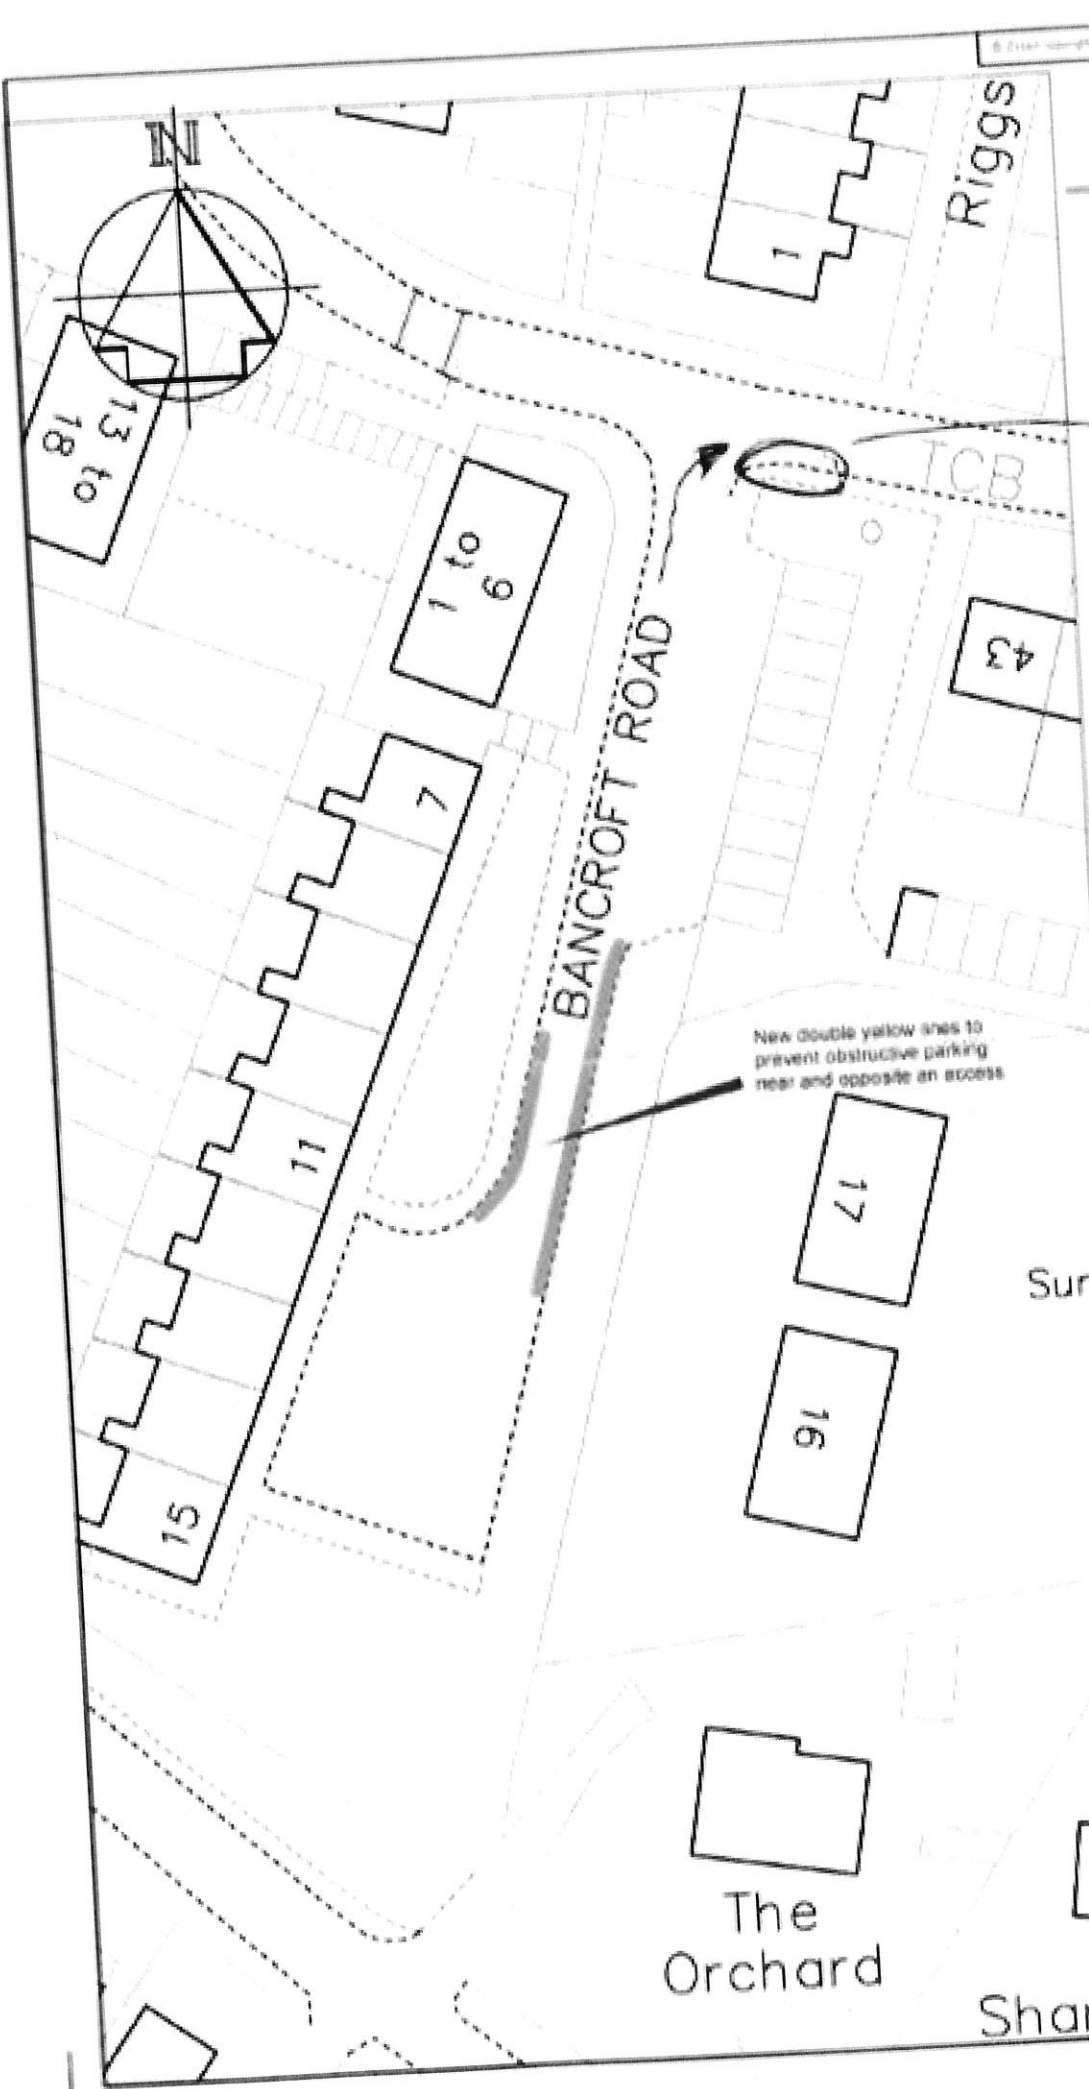 N
Riggs
1
13 to
18
1 to 6
TCB
43
7
BANCROFT ROAD
New double yellow lines to
prevent obstructive parking
near and opposite an access
11
17
Sur
16
15
The
Orchard
Shar